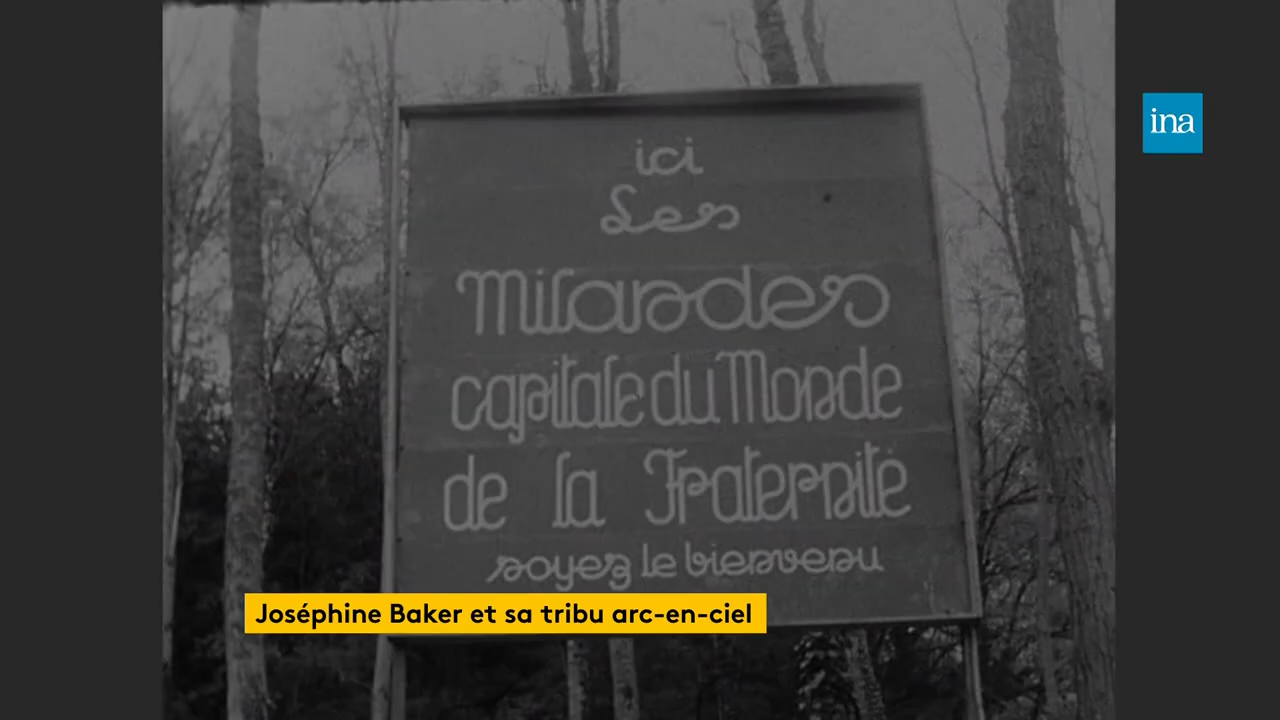 ici
Les
Milandes
capitale du Monde
de la Fraternité
soyez le bienvenu
Joséphine Baker et sa tribu arc-en-ciel
ina